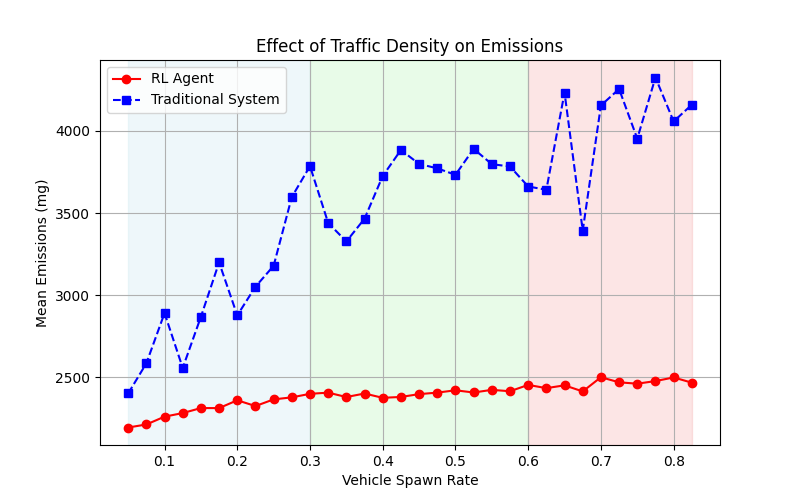 Effect of Traffic Density on Emissions
RL Agent
Traditional System
Mean Emissions (mg)
4000
3500
3000
2500
0.1 0.2 0.3 0.4 0.5 0.6 0.7 0.8
Vehicle Spawn Rate